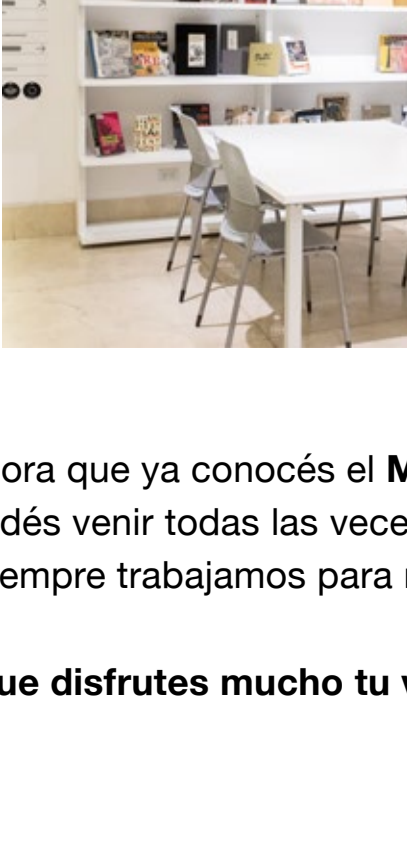 ora que ya conocés el M
dés venir todas las vece
empre trabajamos para
ue disfrutes mucho tu v